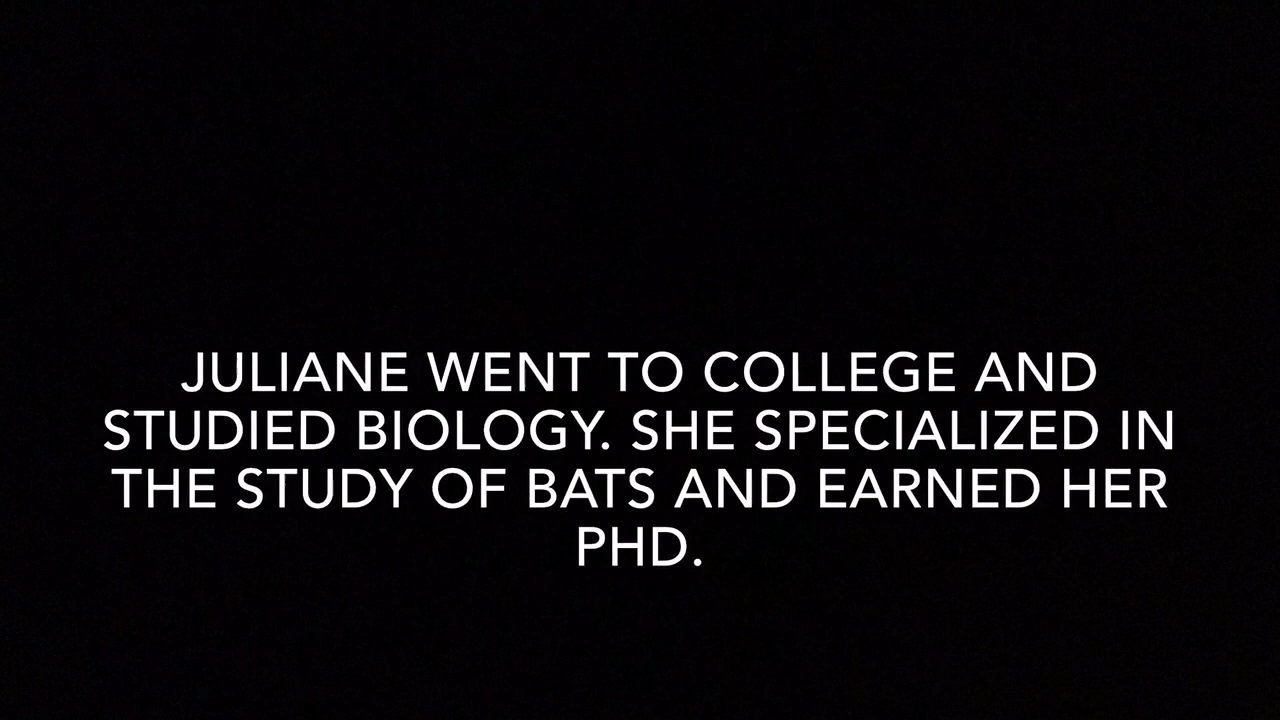 JULIANE WENT TO COLLEGE AND
STUDIED BIOLOGY. SHE SPECIALIZED IN
THE STUDY OF BATS AND EARNED HER
PHD.